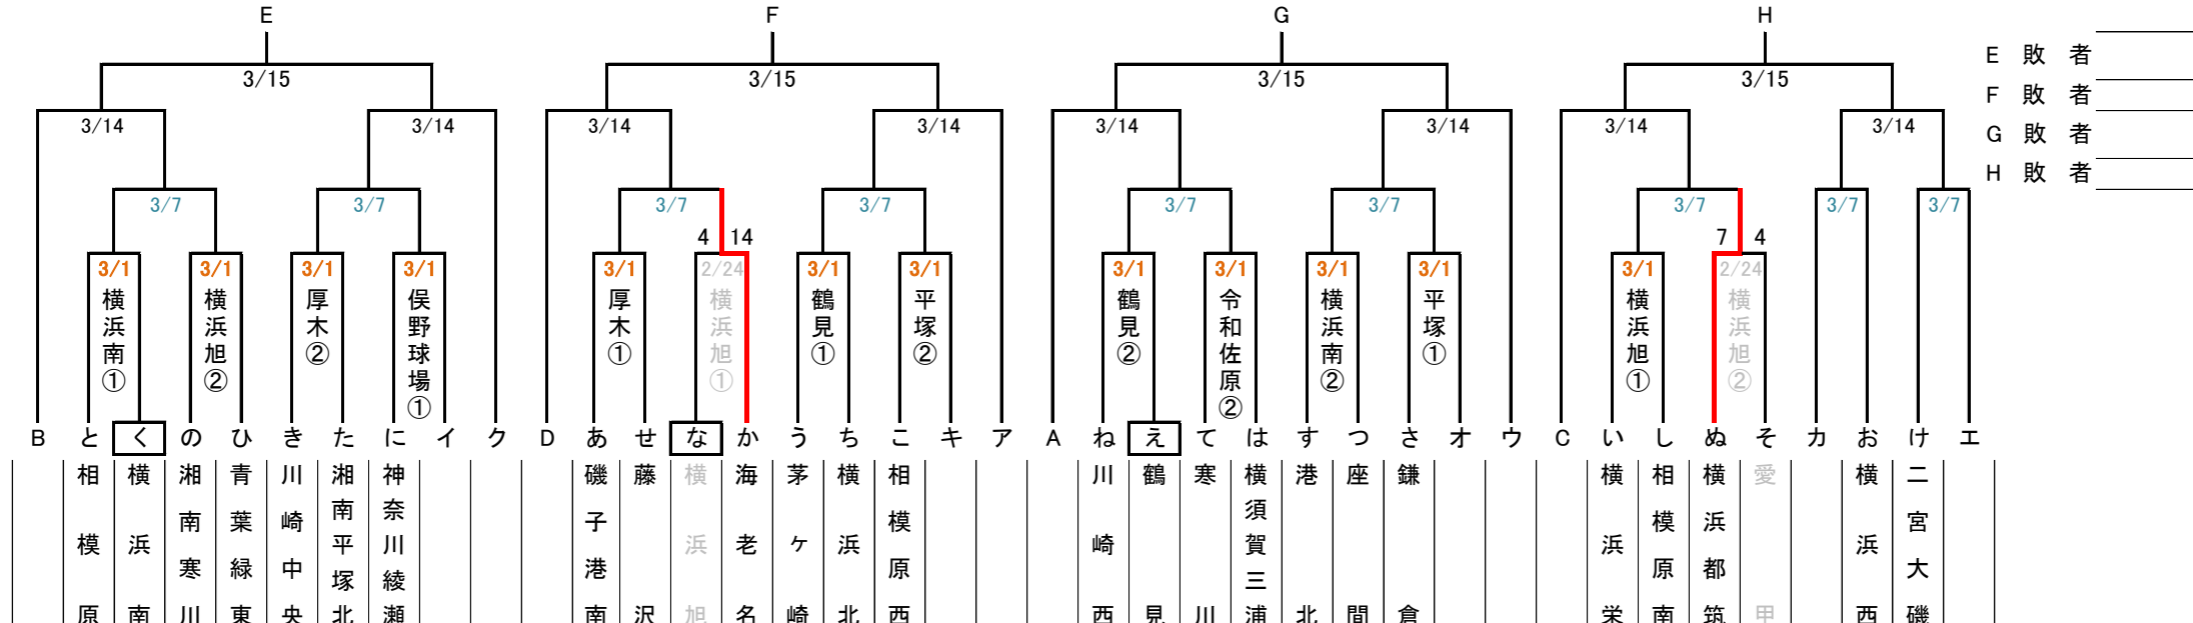 E F G H
3/15 3/15 3/15 3/15
E 敗 者
F 敗 者
G 敗 者
H 敗 者
3/14 3/14 3/14 3/14 3/14 3/14 3/14 3/14
3/7 3/7 3/7 3/7 3/7 3/7 3/7 3/7 3/7
4 14 7 4
3/1 3/1 3/1 3/1 3/1 2/24 3/1 3/1 3/1 3/1 3/1 3/1 3/1 2/24
横浜南①
横浜旭②
厚木②
俣野球場①
厚木①
横浜旭①
鶴見①
平塚②
鶴見②
令和佐原②
横浜南②
平塚①
横浜旭①
横浜旭②
B と く の ひ き た に イ ク D あ せ な か う ち こ キ ア A ね え て は す つ さ オ ウ C い し ぬ そ カ お け エ
相模原
横浜南
湘南寒川
青葉緑東
川崎中央
湘南平塚北
神奈川綾瀬
磯子港南
藤沢
横浜旭
海老名
茅ヶ崎
横浜北
相模原西
川崎西
鶴見
寒川
横須賀三浦
港北
座間
鎌倉
横浜栄
相模原南
横浜都筑
愛甲
横浜西
二宮大磯